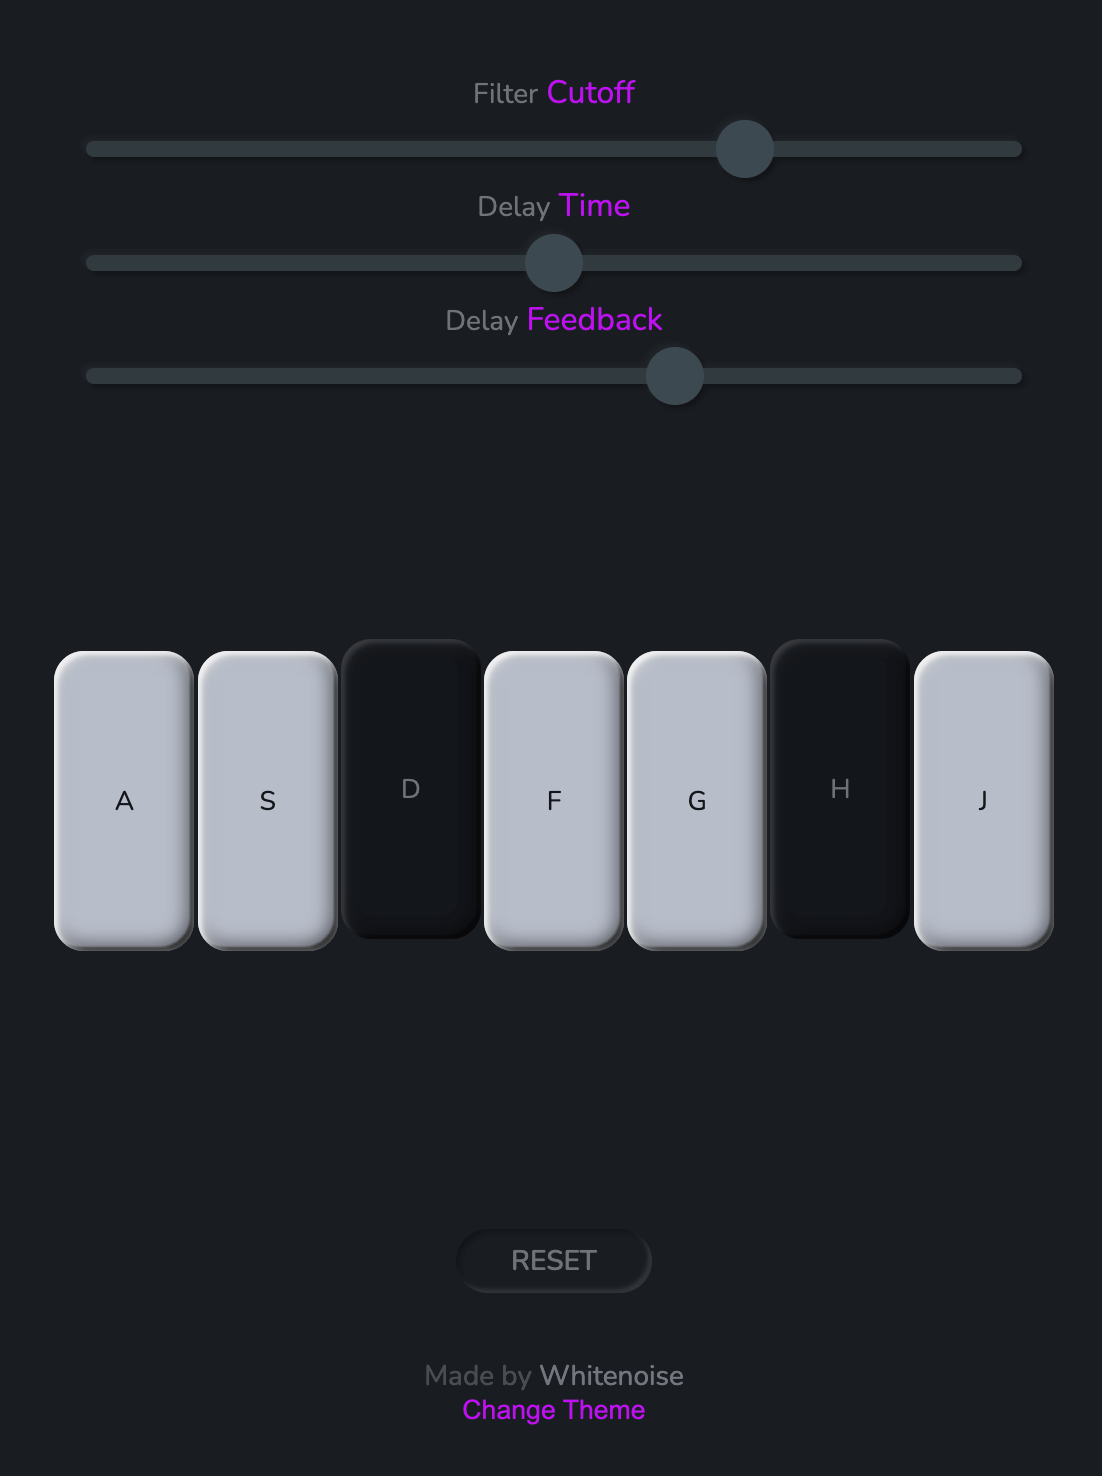 Filter Cutoff
Delay Time
Delay Feedback
A S D F G H J
RESET
Made by Whitenoise
Change Theme